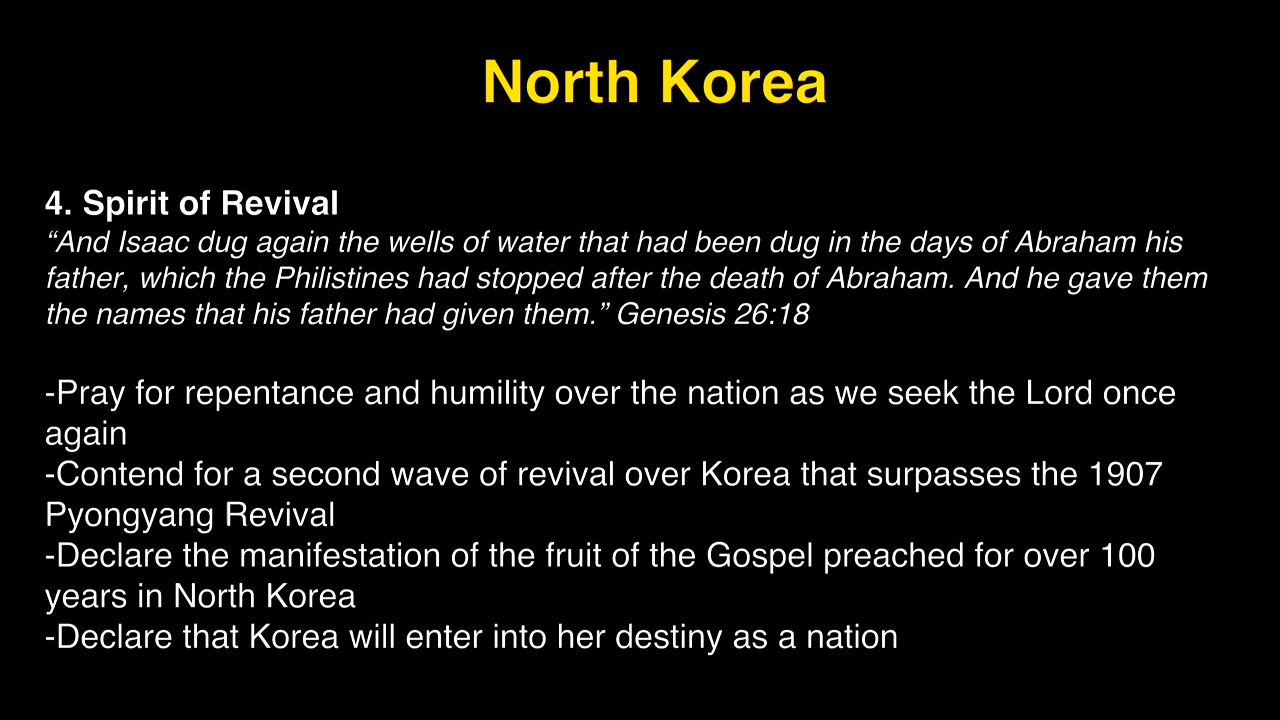 North Korea
4. Spirit of Revival
“And Isaac dug again the wells of water that had been dug in the days of Abraham his
father, which the Philistines had stopped after the death of Abraham. And he gave them
the names that his father had given them.” Genesis 26:18
-Pray for repentance and humility over the nation as we seek the Lord once
again
-Contend for a second wave of revival over Korea that surpasses the 1907
Pyongyang Revival
-Declare the manifestation of the fruit of the Gospel preached for over 100
years in North Korea
-Declare that Korea will enter into her destiny as a nation